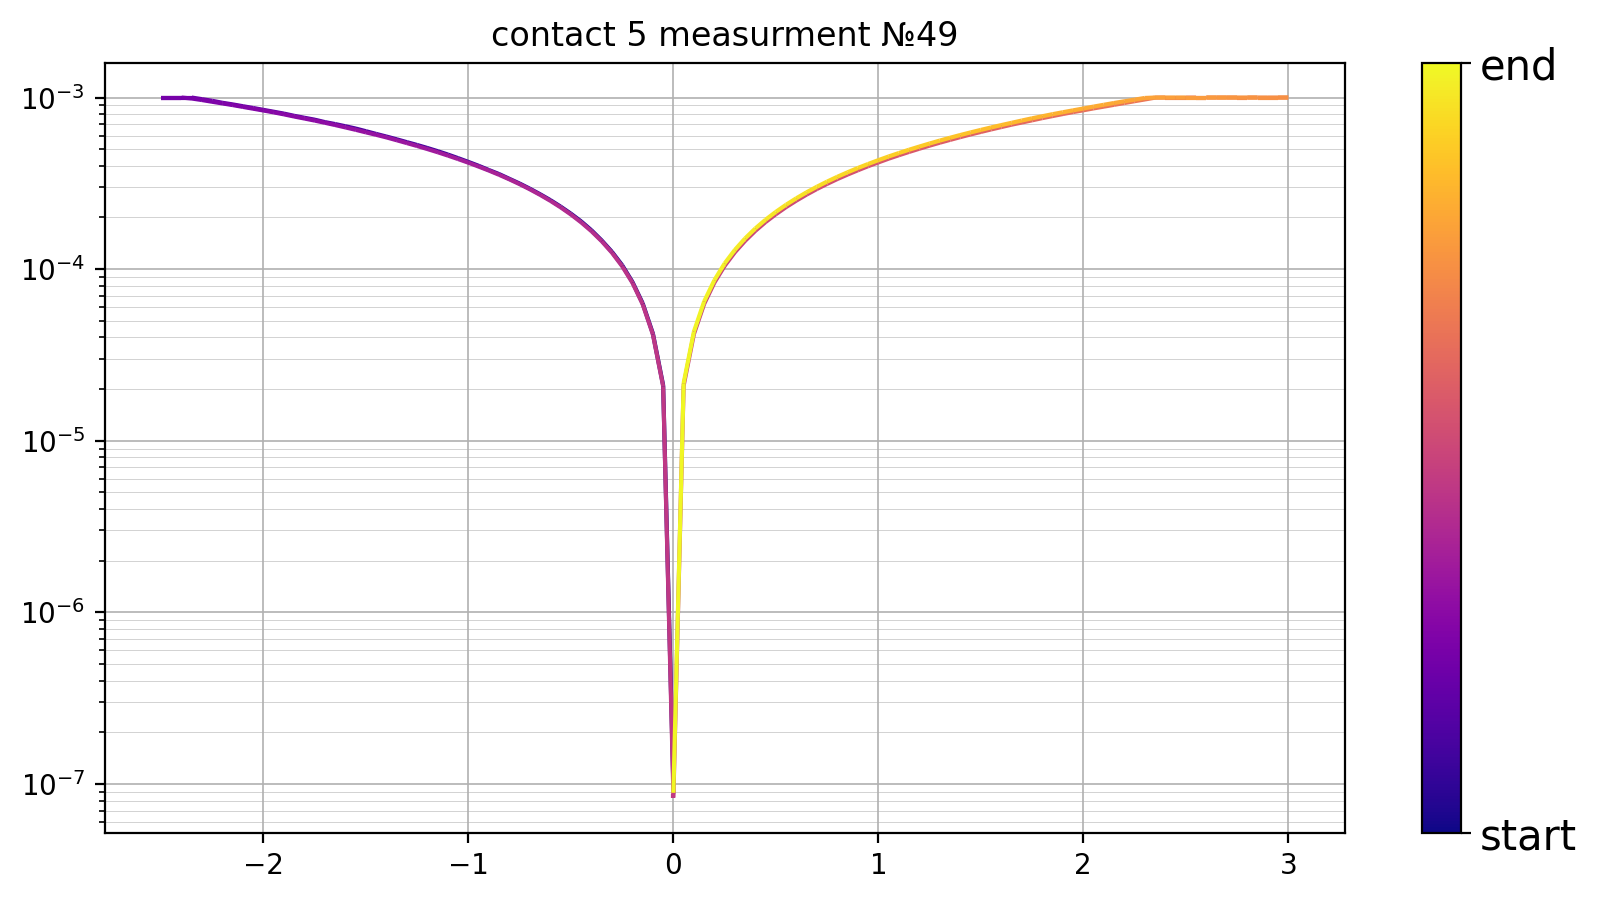 contact 5 measurment №49
10⁻³
10⁻⁴
10⁻⁵
10⁻⁶
10⁻⁷
−2 −1 0 1 2 3
end
start